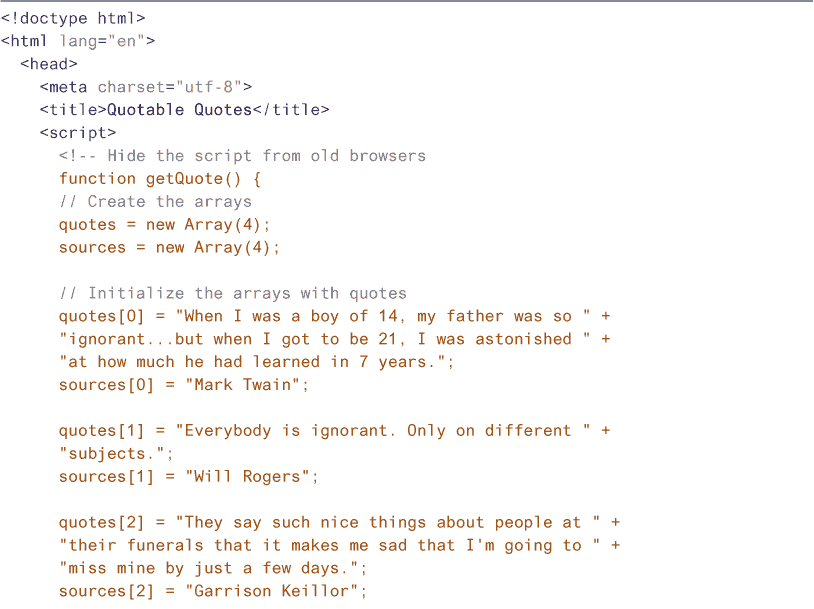 <!doctype html>
<html lang="en">
<head>
<meta charset="utf-8">
<title>Quotable Quotes</title>
<script>
<!-- Hide the script from old browsers
function getQuote() {
// Create the arrays
quotes = new Array(4);
sources = new Array(4);
// Initialize the arrays with quotes
quotes[0] = "When I was a boy of 14, my father was so " +
"ignorant...but when I got to be 21, I was astonished " +
"at how much he had learned in 7 years.";
sources[0] = "Mark Twain";
quotes[1] = "Everybody is ignorant. Only on different " +
"subjects.";
sources[1] = "Will Rogers";
quotes[2] = "They say such nice things about people at " +
"their funerals that it makes me sad that I'm going to " +
"miss mine by just a few days.";
sources[2] = "Garrison Keillor";